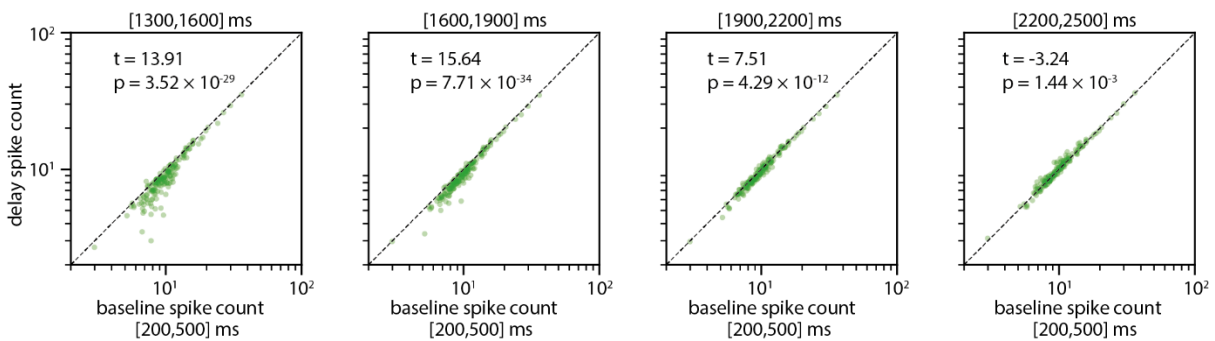 [1300,1600] ms
[1600,1900] ms
[1900,2200] ms
[2200,2500] ms
10²
t = 13.91
p = 3.52 × 10⁻²⁹
t = 15.64
p = 7.71 × 10⁻³⁴
t = 7.51
p = 4.29 × 10⁻¹²
t = -3.24
p = 1.44 × 10⁻³
delay spike count
10¹
10¹
10²
10¹
10²
10¹
10²
10¹
10²
baseline spike count
[200,500] ms
baseline spike count
[200,500] ms
baseline spike count
[200,500] ms
baseline spike count
[200,500] ms